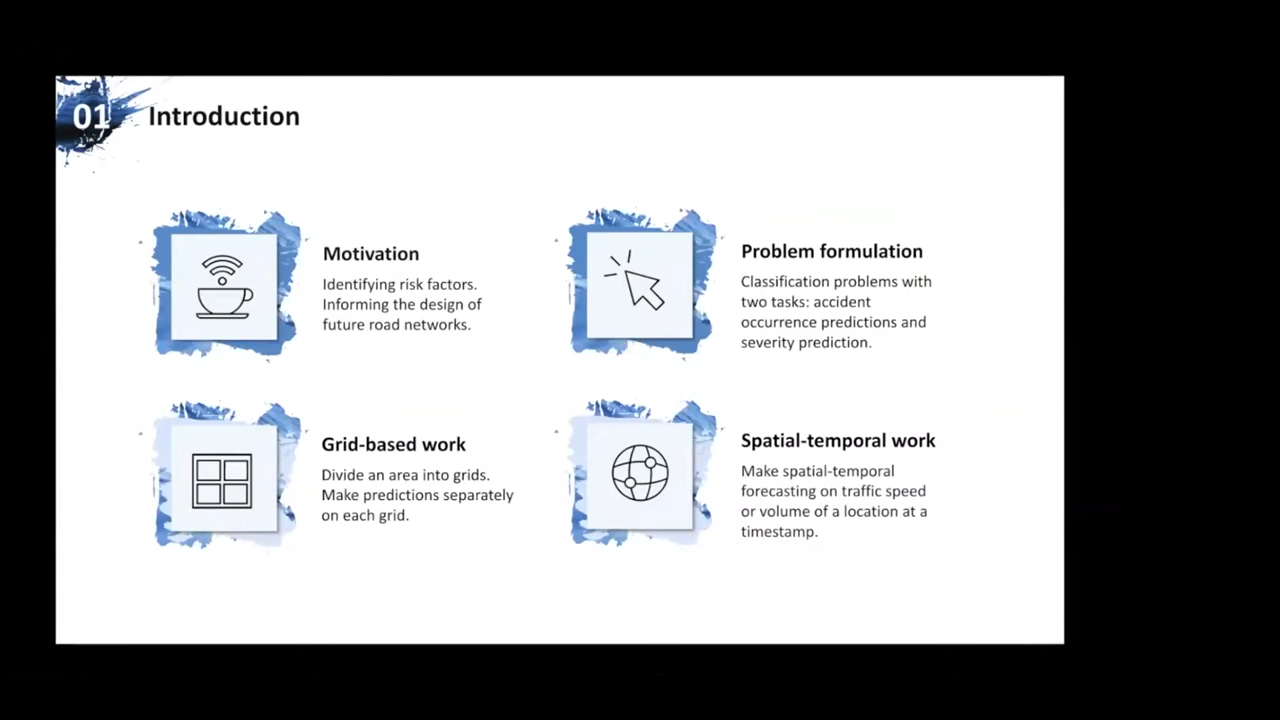 01
Introduction
Motivation
Identifying risk factors.
Informing the design of
future road networks.
Problem formulation
Classification problems with
two tasks: accident
occurrence predictions and
severity prediction.
Grid-based work
Divide an area into grids.
Make predictions separately
on each grid.
Spatial-temporal work
Make spatial-temporal
forecasting on traffic speed
or volume of a location at a
timestamp.